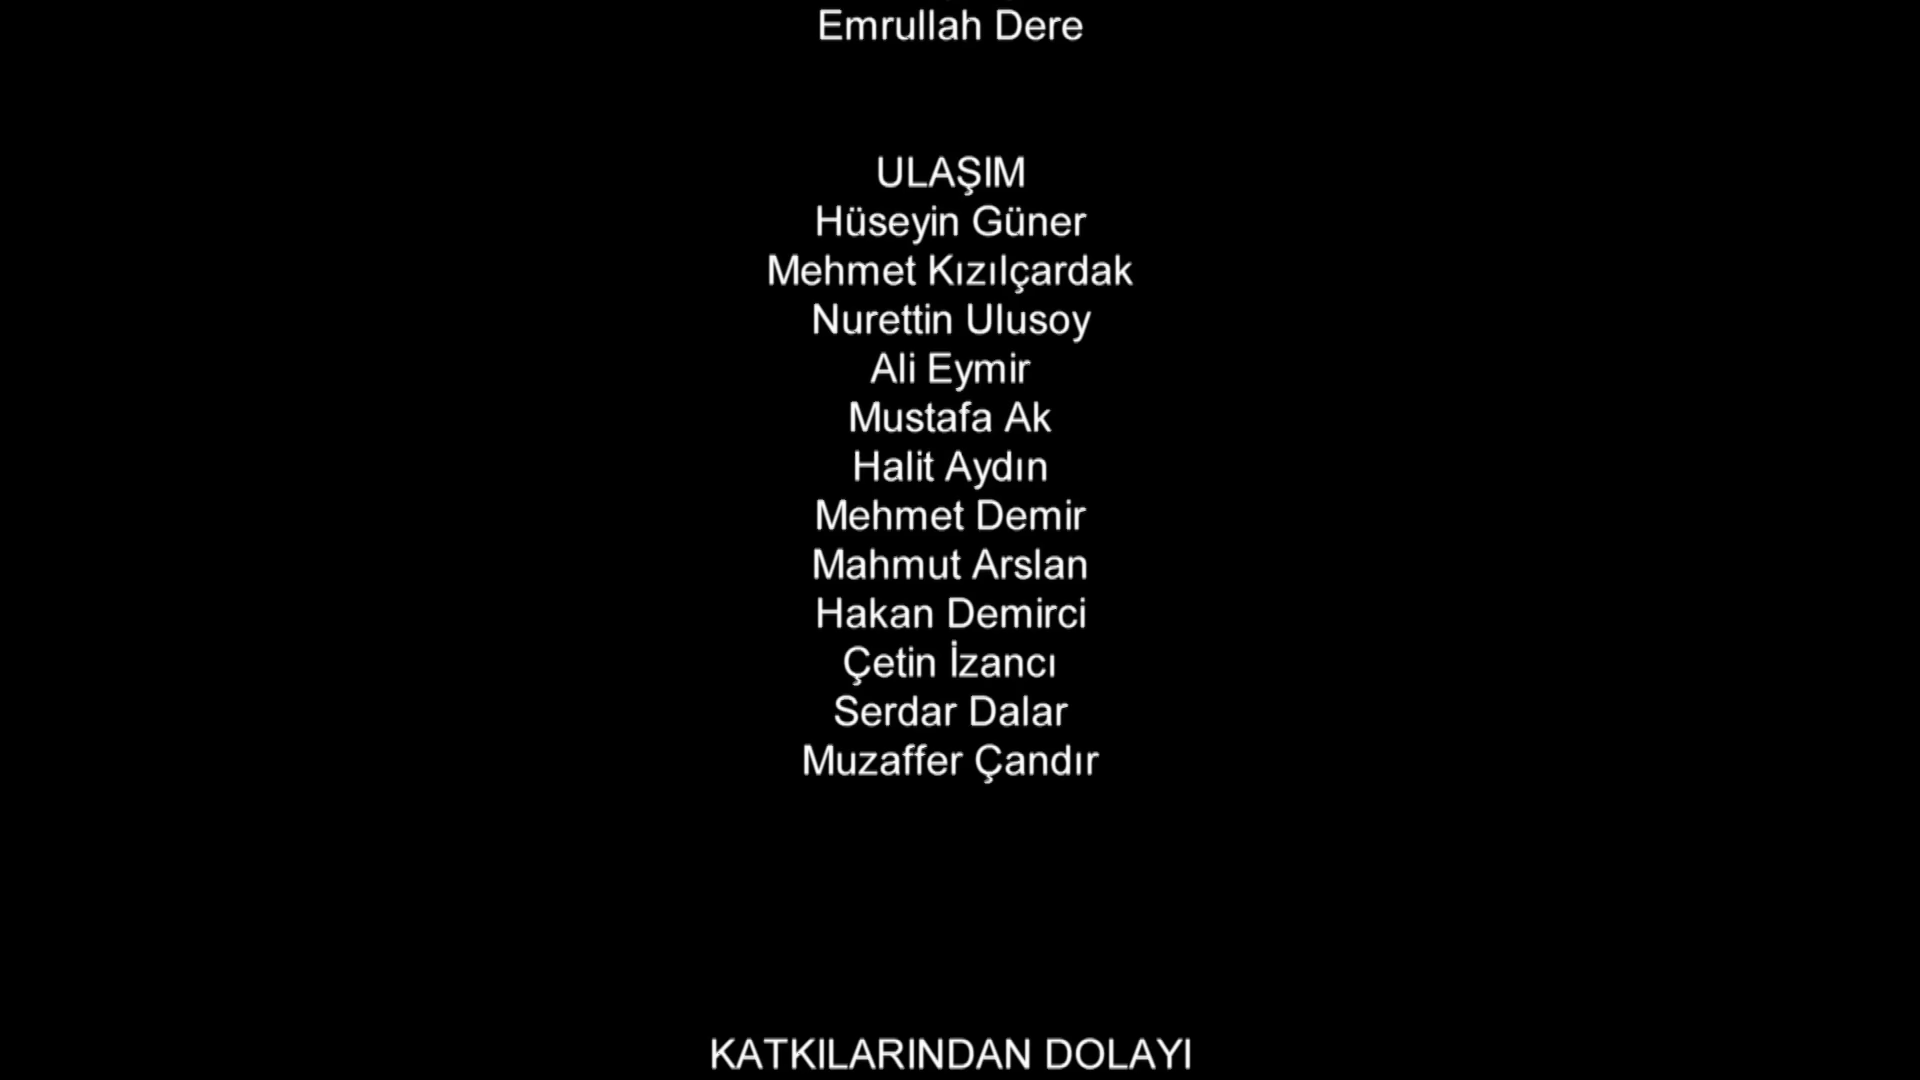 Emrullah Dere
ULAŞIM
Hüseyin Güner
Mehmet Kızılçardak
Nurettin Ulusoy
Ali Eymir
Mustafa Ak
Halit Aydın
Mehmet Demir
Mahmut Arslan
Hakan Demirci
Çetin İzancı
Serdar Dalar
Muzaffer Çandır
KATKILARINDAN DOLAYI